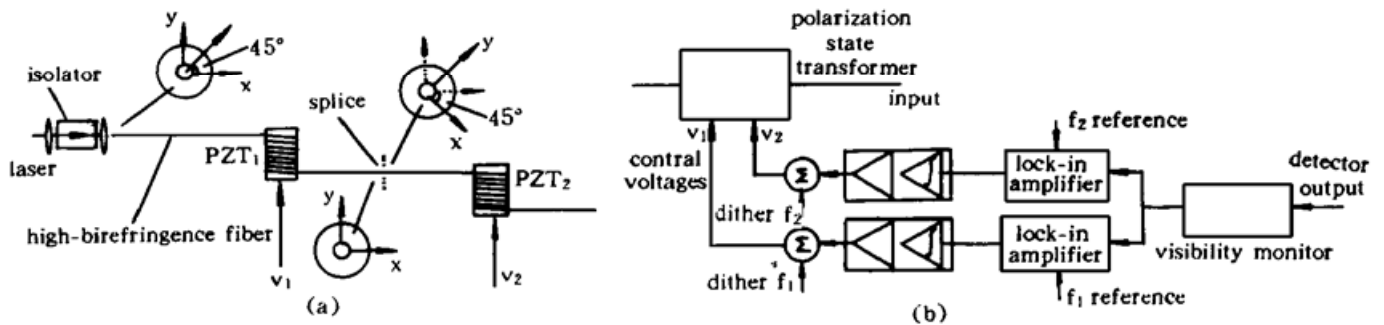 y
45°
x
isolator
laser
PZT₁
high-birefringence fiber
v₁
splice
y
45°
x
y
x
PZT₂
v₂
(a)
polarization
state
transformer
input
v₁
v₂
contral
voltages
Σ
dither f₂
Σ
dither f₁
f₂ reference
lock-in
amplifier
lock-in
amplifier
f₁ reference
detector
output
visibility monitor
(b)